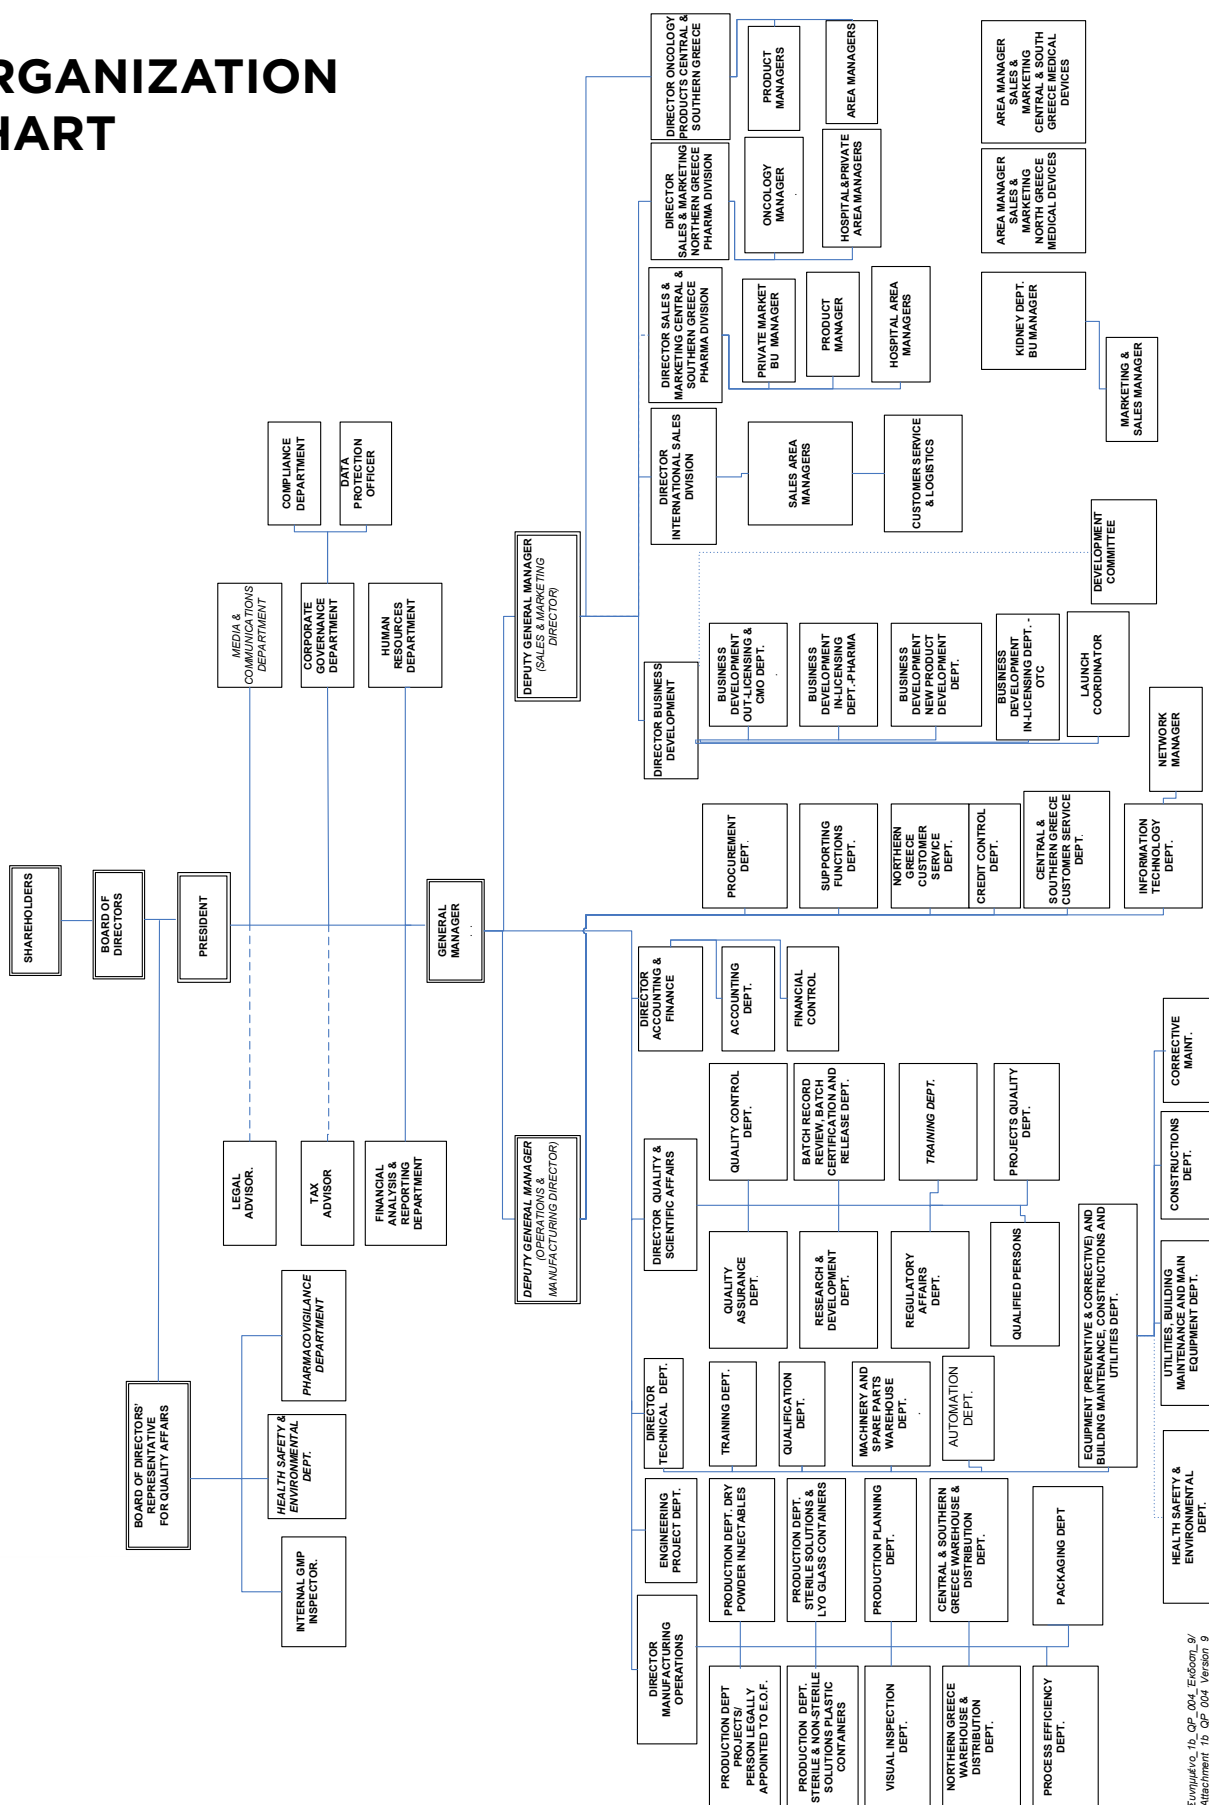 RGANIZATION
HART
SHAREHOLDERS
BOARD OF
DIRECTORS
PRESIDENT
BOARD OF DIRECTORS'
REPRESENTATIVE
FOR QUALITY AFFAIRS
INTERNAL GMP
INSPECTOR.
HEALTH SAFETY &
ENVIRONMENTAL
DEPT.
PHARMACOVIGILANCE
DEPARTMENT
LEGAL
ADVISOR.
TAX
ADVISOR
FINANCIAL
ANALYSIS &
REPORTING
DEPARTMENT
MEDIA &
COMMUNICATIONS
DEPARTMENT
CORPORATE
GOVERNANCE
DEPARTMENT
HUMAN
RESOURCES
DEPARTMENT
COMPLIANCE
DEPARTMENT
DATA
PROTECTION
OFFICER
GENERAL
MANAGER
DEPUTY GENERAL MANAGER
(OPERATIONS &
MANUFACTURING DIRECTOR)
DEPUTY GENERAL MANAGER
(SALES & MARKETING
DIRECTOR)
DIRECTOR
MANUFACTURING
OPERATIONS
ENGINEERING
PROJECT DEPT.
DIRECTOR
TECHNICAL DEPT.
DIRECTOR QUALITY &
SCIENTIFIC AFFAIRS
DIRECTOR
ACCOUNTING &
FINANCE
DIRECTOR BUSINESS
DEVELOPMENT
DIRECTOR
INTERNATIONAL SALES
DIVISION
DIRECTOR SALES &
MARKETING CENTRAL &
SOUTHERN GREECE
PHARMA DIVISION
DIRECTOR
SALES & MARKETING
NORTHERN GREECE
PHARMA DIVISION
DIRECTOR ONCOLOGY
PRODUCTS CENTRAL &
SOUTHERN GREECE
PRODUCTION DEPT
PROJECTS/
PERSON LEGALLY
APPOINTED TO E.O.F.
PRODUCTION DEPT. DRY
POWDER INJECTABLES
PRODUCTION DEPT.
STERILE & NON-STERILE
SOLUTIONS PLASTIC
CONTAINERS
PRODUCTION DEPT.
STERILE SOLUTIONS &
LYO GLASS CONTAINERS
VISUAL INSPECTION
DEPT.
PRODUCTION PLANNING
DEPT.
NORTHERN GREECE
WAREHOUSE &
DISTRIBUTION
DEPT.
CENTRAL & SOUTHERN
GREECE WAREHOUSE &
DISTRIBUTION
DEPT.
PROCESS EFFICIENCY
DEPT.
PACKAGING DEPT
TRAINING DEPT.
QUALIFICATION
DEPT.
MACHINERY AND
SPARE PARTS
WAREHOUSE
DEPT.
AUTOMATION
DEPT.
EQUIPMENT (PREVENTIVE & CORRECTIVE) AND
BUILDING MAINTENANCE, CONSTRUCTIONS AND
UTILITIES DEPT.
HEALTH SAFETY &
ENVIRONMENTAL
DEPT.
UTILITIES, BUILDING
MAINTENANCE AND MAIN
EQUIPMENT DEPT.
CONSTRUCTIONS
DEPT.
CORRECTIVE
MAINT.
QUALITY
ASSURANCE
DEPT.
QUALITY CONTROL
DEPT.
RESEARCH &
DEVELOPMENT
DEPT.
BATCH RECORD
REVIEW, BATCH
CERTIFICATION AND
RELEASE DEPT.
REGULATORY
AFFAIRS
DEPT.
TRAINING DEPT.
QUALIFIED PERSONS
PROJECTS QUALITY
DEPT.
ACCOUNTING
DEPT.
FINANCIAL
CONTROL
PROCUREMENT
DEPT.
SUPPORTING
FUNCTIONS
DEPT.
NORTHERN
GREECE
CUSTOMER
SERVICE
DEPT.
CREDIT CONTROL
DEPT.
CENTRAL &
SOUTHERN GREECE
CUSTOMER SERVICE
DEPT.
INFORMATION
TECHNOLOGY
DEPT.
NETWORK
MANAGER
BUSINESS
DEVELOPMENT
OUT-LICENSING &
CMO DEPT.
BUSINESS
DEVELOPMENT
IN-LICENSING
DEPT.-PHARMA
BUSINESS
DEVELOPMENT
NEW PRODUCT
DEVELOPMENT
DEPT.
BUSINESS
DEVELOPMENT
IN-LICENSING DEPT. -
OTC
LAUNCH
COORDINATOR
DEVELOPMENT
COMMITTEE
SALES AREA
MANAGERS
CUSTOMER SERVICE
& LOGISTICS
PRIVATE MARKET
BU MANAGER
PRODUCT
MANAGER
HOSPITAL AREA
MANAGERS
ONCOLOGY
MANAGER
HOSPITAL&PRIVATE
AREA MANAGERS
PRODUCT
MANAGERS
AREA MANAGERS
KIDNEY DEPT.
BU MANAGER
MARKETING &
SALES MANAGER
AREA MANAGER
SALES &
MARKETING
NORTH GREECE
MEDICAL DEVICES
AREA MANAGER
SALES &
MARKETING
CENTRAL & SOUTH
GREECE MEDICAL
DEVICES
Συνημμένο_1b_QP_004_Έκδοση_9/
Attachment_1b_QP_004_Version_9